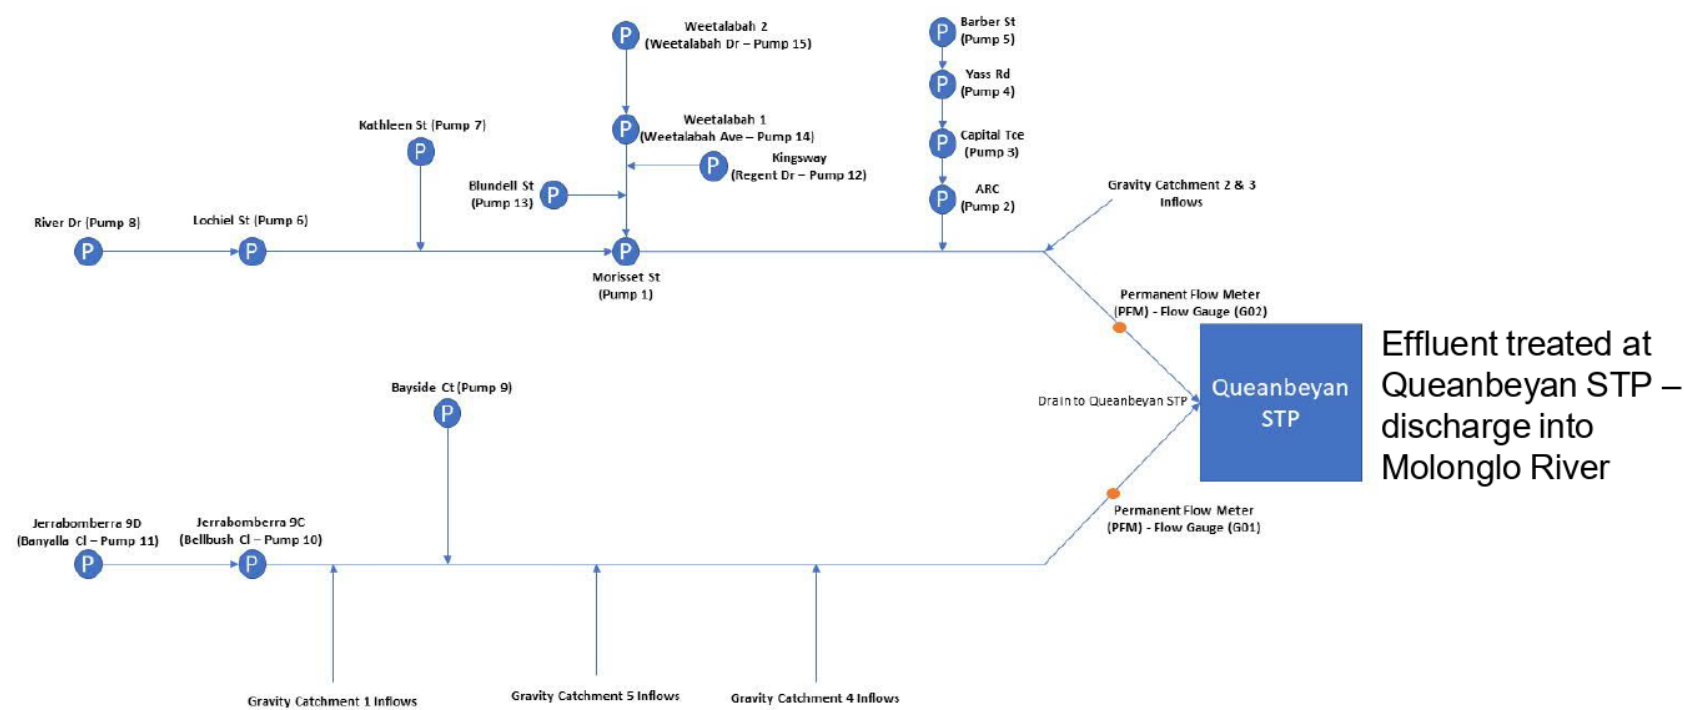 Weetalabah 2
(Weetalabah Dr – Pump 15)
P
Barber St
(Pump 5)
P
Yass Rd
(Pump 4)
P
Kathleen St (Pump 7)
P
Weetalabah 1
(Weetalabah Ave – Pump 14)
P
Capital Tce
(Pump 3)
P
Kingsway
(Regent Dr – Pump 12)
P
Blundell St
(Pump 13)
P
ARC
(Pump 2)
P
Gravity Catchment 2 & 3
Inflows
River Dr (Pump 8)
P
Lochiel St (Pump 6)
P
P
Morisset St
(Pump 1)
Permanent Flow Meter
(PFM) - Flow Gauge (G02)
Queanbeyan
STP
Effluent treated at
Queanbeyan STP –
discharge into
Molonglo River
Drain to Queanbeyan STP
Bayside Ct (Pump 9)
P
Permanent Flow Meter
(PFM) - Flow Gauge (G01)
Jerrabomberra 9D
(Banyalla Cl – Pump 11)
P
Jerrabomberra 9C
(Bellbush Cl – Pump 10)
P
Gravity Catchment 1 Inflows
Gravity Catchment 5 Inflows
Gravity Catchment 4 Inflows